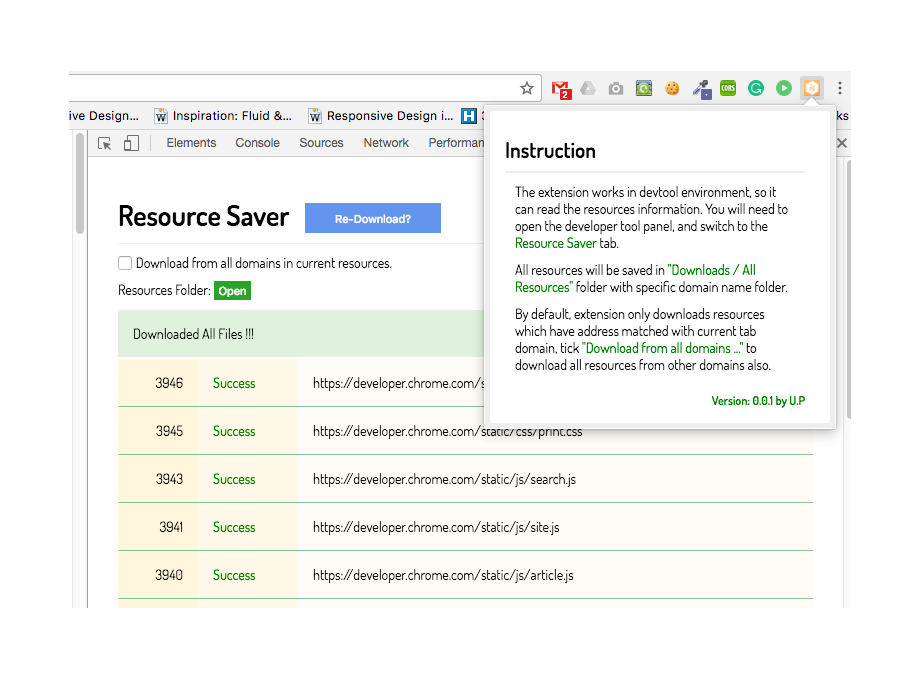 2
CORS
ive Design...
Inspiration: Fluid &...
Responsive Design i...
H
ks
Elements Console Sources Network Performan
Instruction
The extension works in devtool environment, so it
can read the resources information. You will need to
open the developer tool panel, and switch to the
Resource Saver tab.
All resources will be saved in "Downloads / All
Resources" folder with specific domain name folder.
By default, extension only downloads resources
which have address matched with current tab
domain, tick "Download from all domains ..." to
download all resources from other domains also.
Version: 0.0.1 by U.P
Resource Saver
Re-Download?
Download from all domains in current resources.
Resources Folder: Open
Downloaded All Files !!!
3946 Success https://developer.chrome.com/s
3945 Success https://developer.chrome.com/static/css/print.css
3943 Success https://developer.chrome.com/static/js/search.js
3941 Success https://developer.chrome.com/static/js/site.js
3940 Success https://developer.chrome.com/static/js/article.js